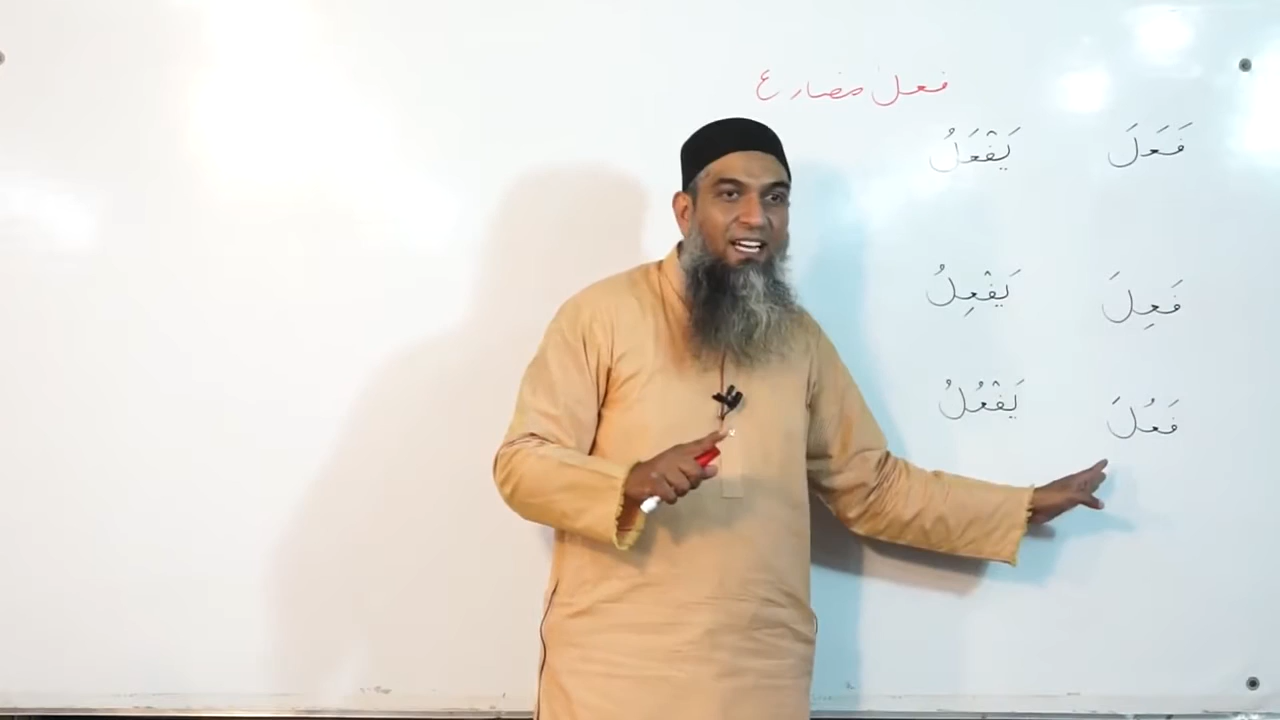 فعل مضارع
فَعَلَ يَفْعَلُ
فَعِلَ يَفْعِلُ
فَعُلَ يَفْعُلُ